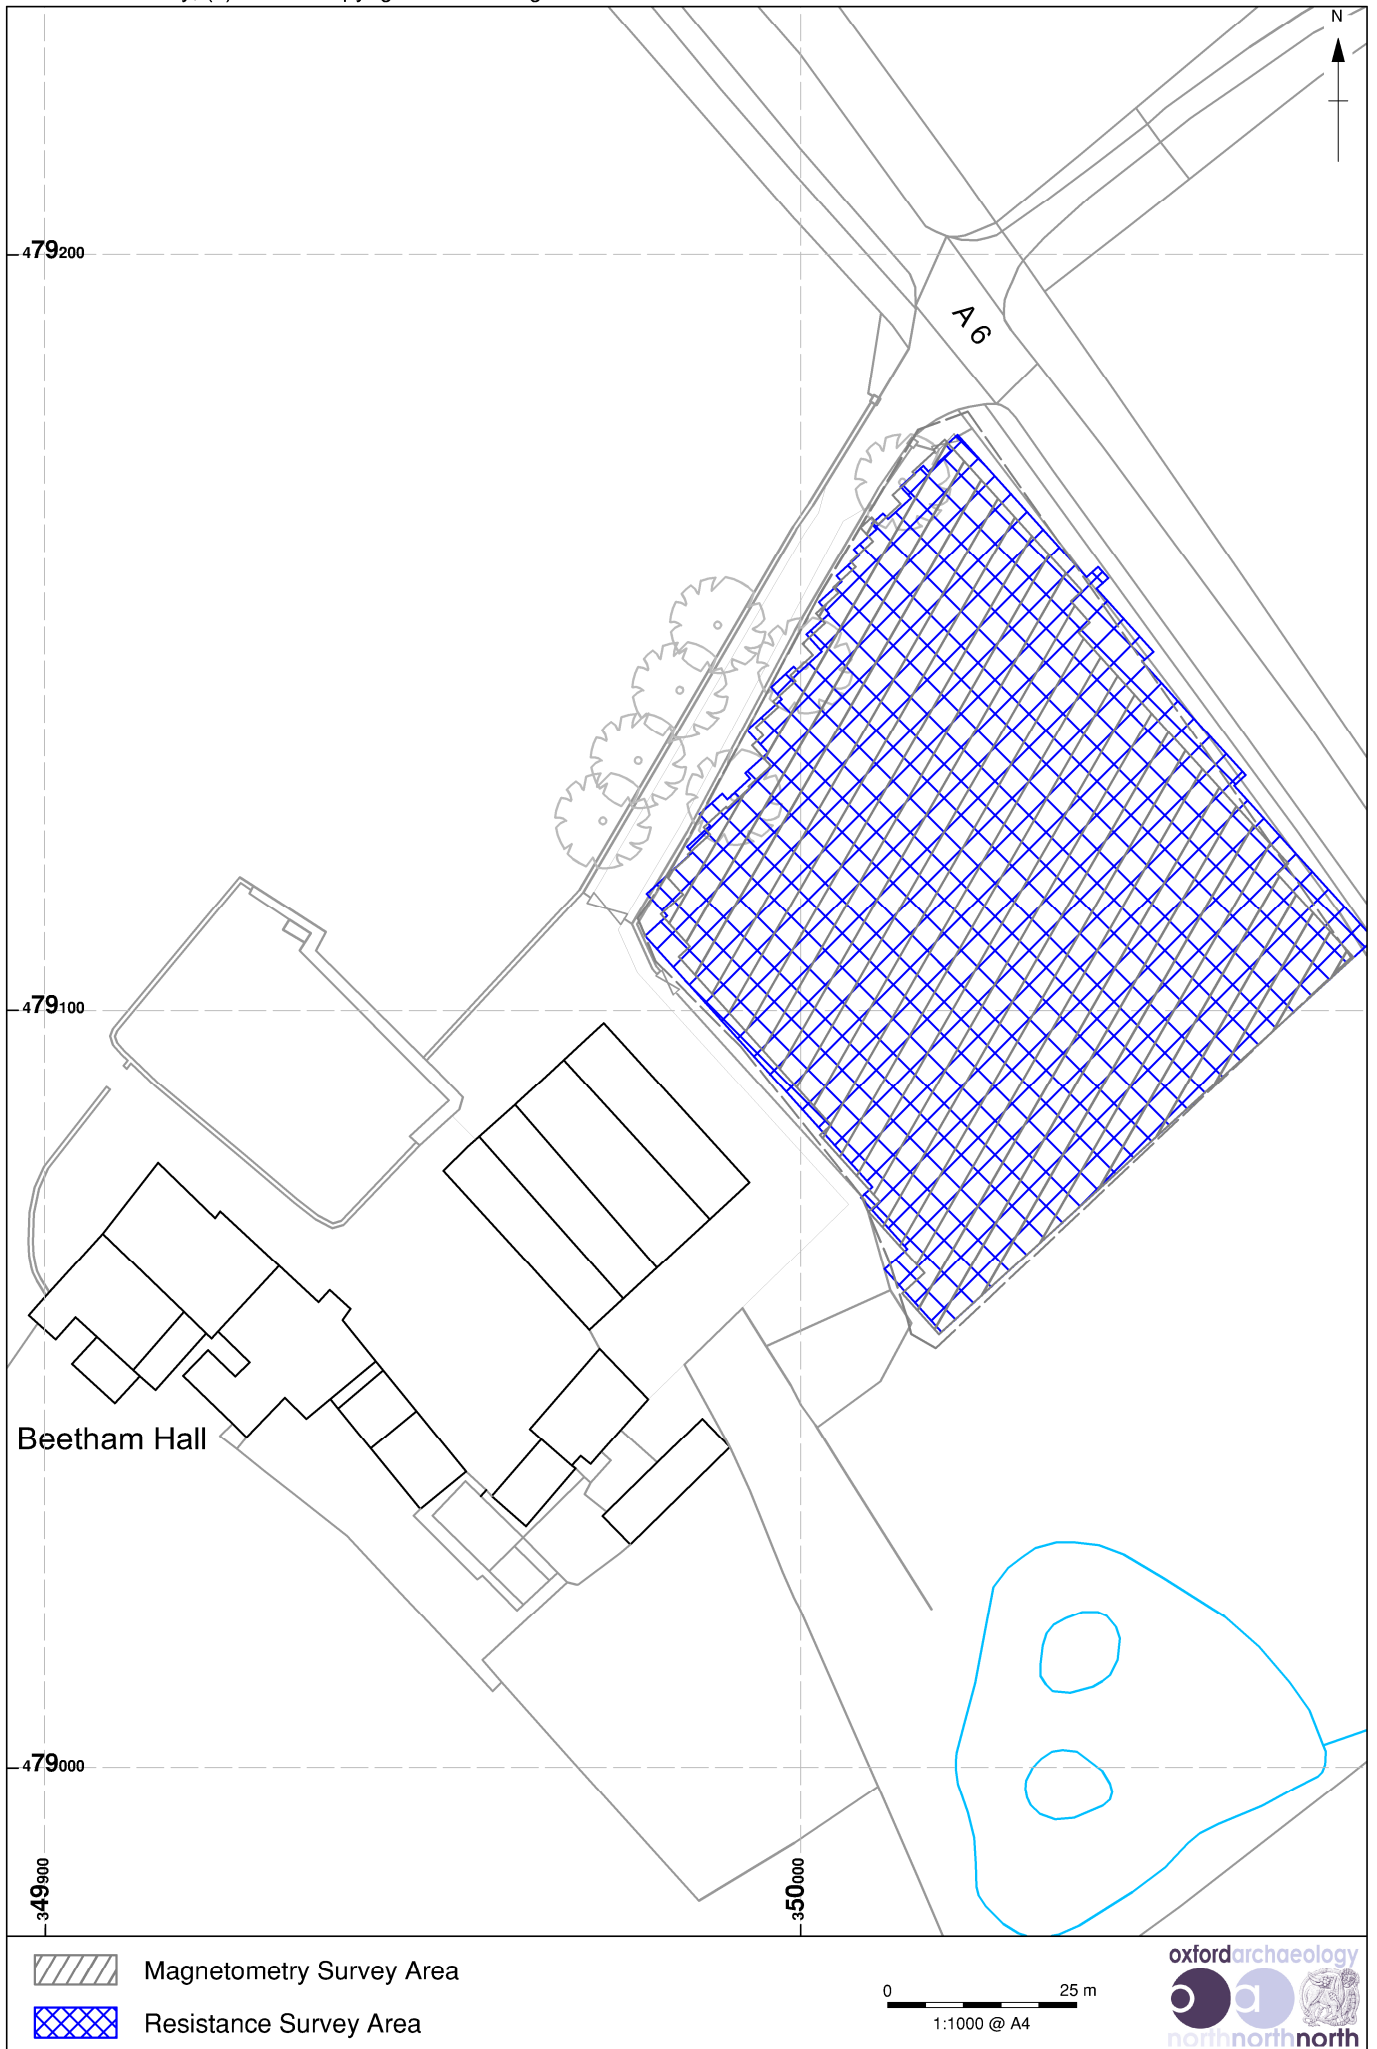 N
479200
A6
479100
Beetham Hall
479000
349900
350000
Magnetometry Survey Area
Resistance Survey Area
0 25 m
1:1000 @ A4
oxfordarchaeology
oa
northnorthnorth